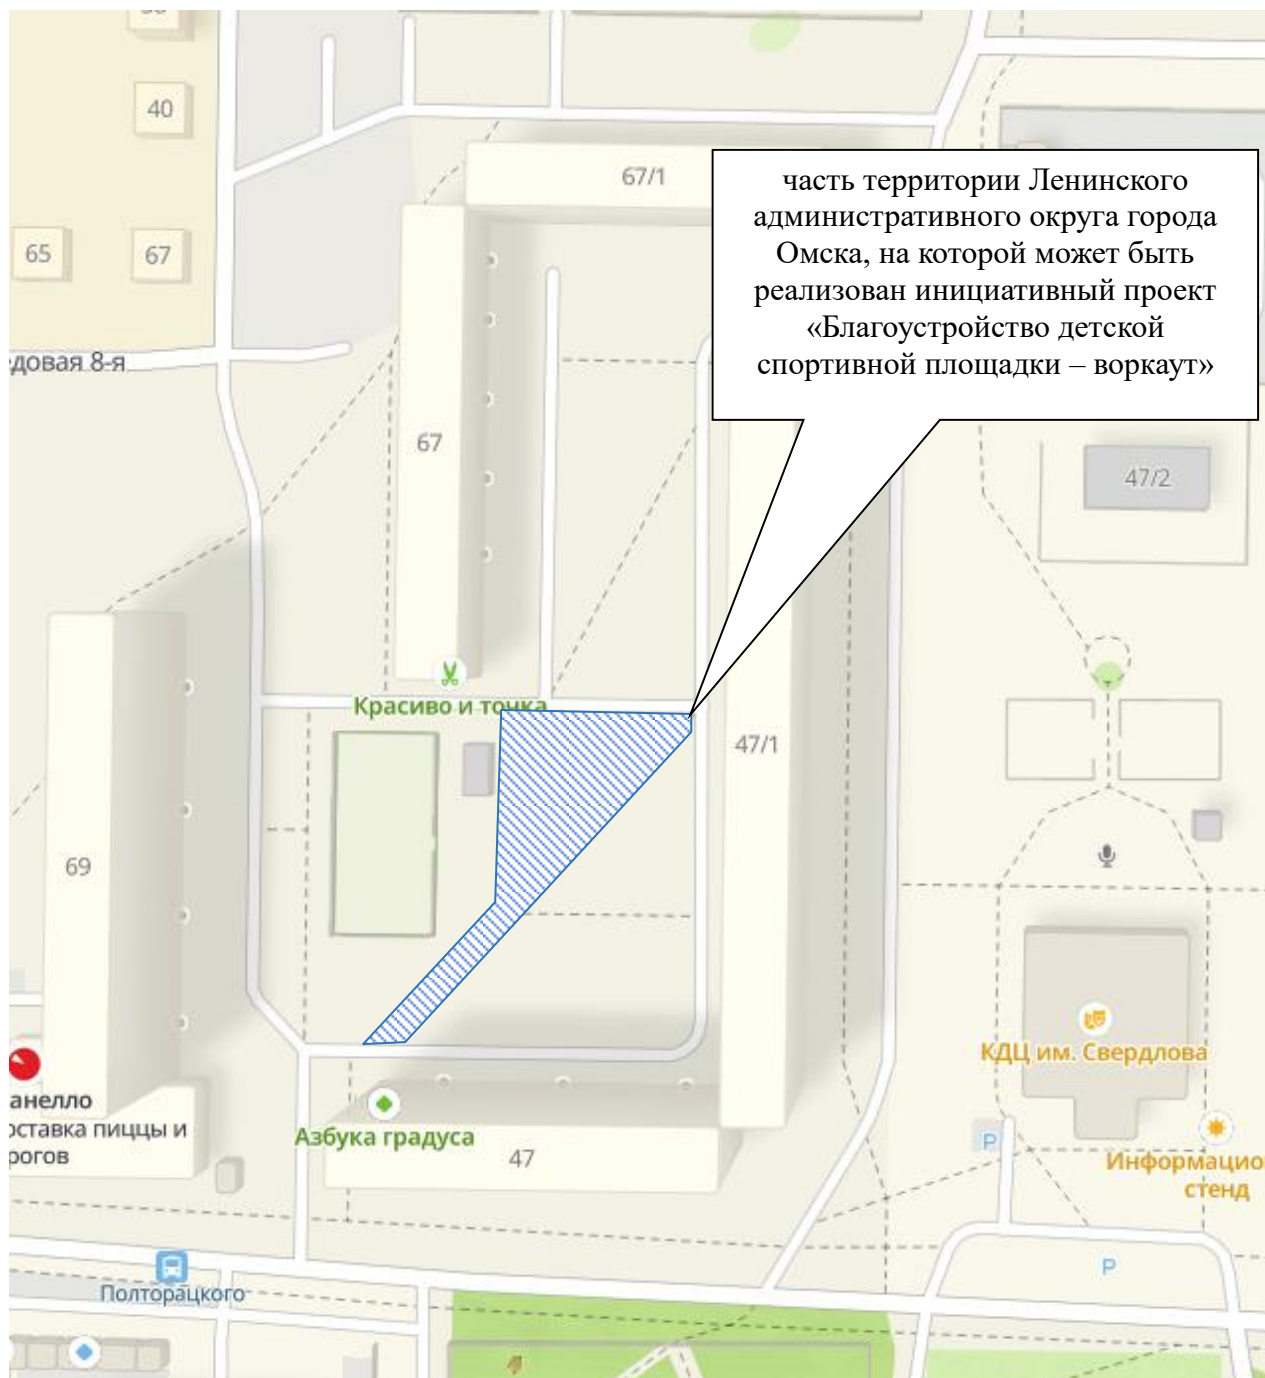 40
67/1
часть территории Ленинского
административного округа города
Омска, на которой может быть
реализован инициативный проект
«Благоустройство детской
спортивной площадки – воркаут»
65
67
довая 8-я
67
47/2
Красиво и точка
47/1
69
КДЦ им. Свердлова
анелло
оставка пиццы и
рогов
Азбука градуса
47
P
Информацио
стенд
P
Полторацкого